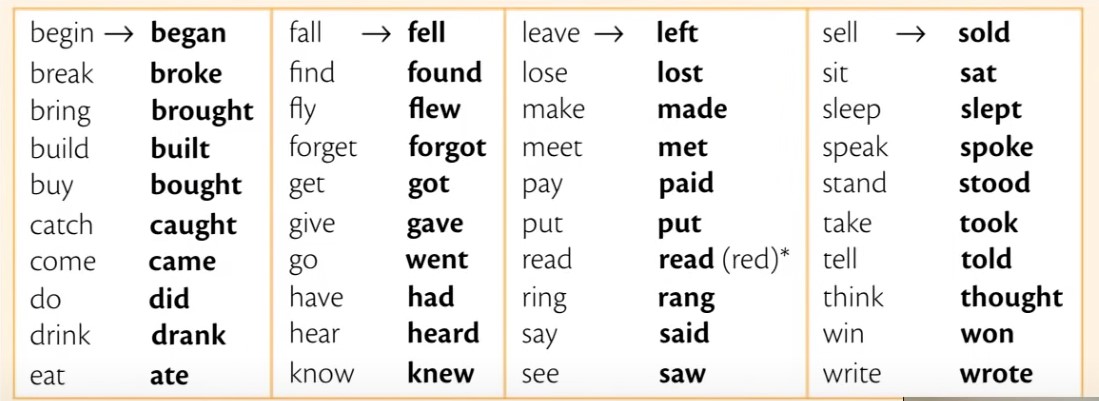 begin → began
break broke
bring brought
build built
buy bought
catch caught
come came
do did
drink drank
eat ate
fall → fell
find found
fly flew
forget forgot
get got
give gave
go went
have had
hear heard
know knew
leave → left
lose lost
make made
meet met
pay paid
put put
read read (red)*
ring rang
say said
see saw
sell → sold
sit sat
sleep slept
speak spoke
stand stood
take took
tell told
think thought
win won
write wrote